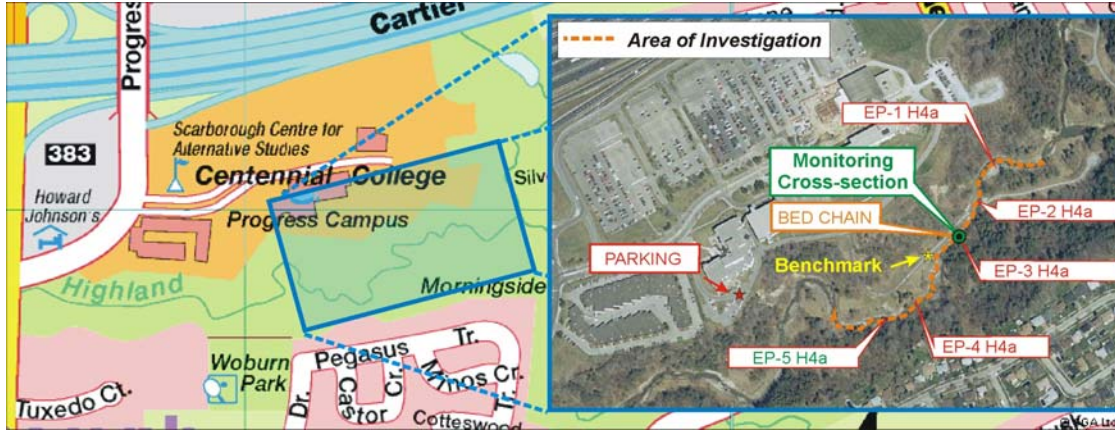 Cartier
Progress
383
Scarborough Centre for
Alternative Studies
Centennial College
Progress Campus
Howard
Johnson's
Highland
Silv
Morningside
Woburn
Park
Pegasus
Tr.
Dr.
Castor
Cr.
Minos Cr.
Tr.
Cotteswood
Tuxedo Ct.
Area of Investigation
EP-1 H4a
Monitoring
Cross-section
EP-2 H4a
BED CHAIN
PARKING
Benchmark
EP-3 H4a
EP-5 H4a
EP-4 H4a